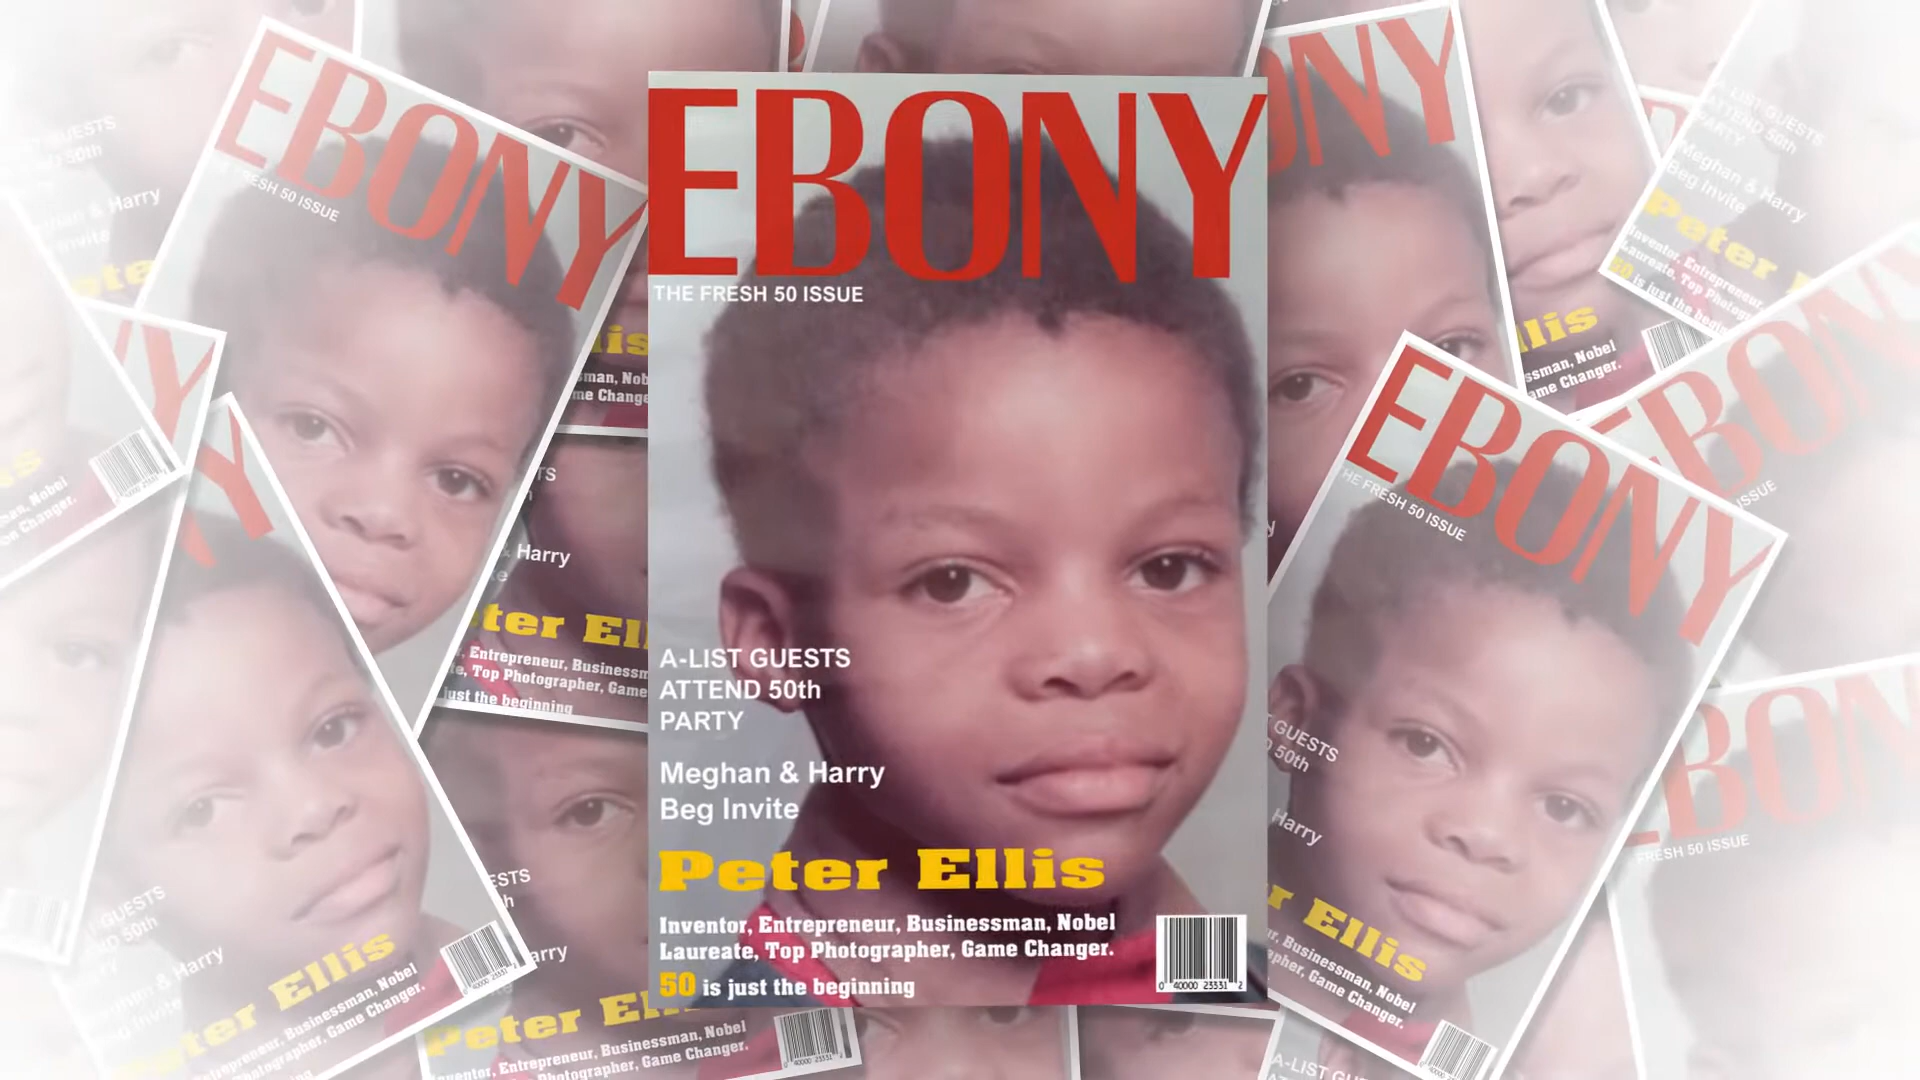 EBONY
THE FRESH 50 ISSUE
A-LIST GUESTS
ATTEND 50th
PARTY
Meghan & Harry
Beg Invite
Peter Ellis
Inventor, Entrepreneur, Businessman, Nobel
Laureate, Top Photographer, Game Changer.
50 is just the beginning
0 40000 23331 2